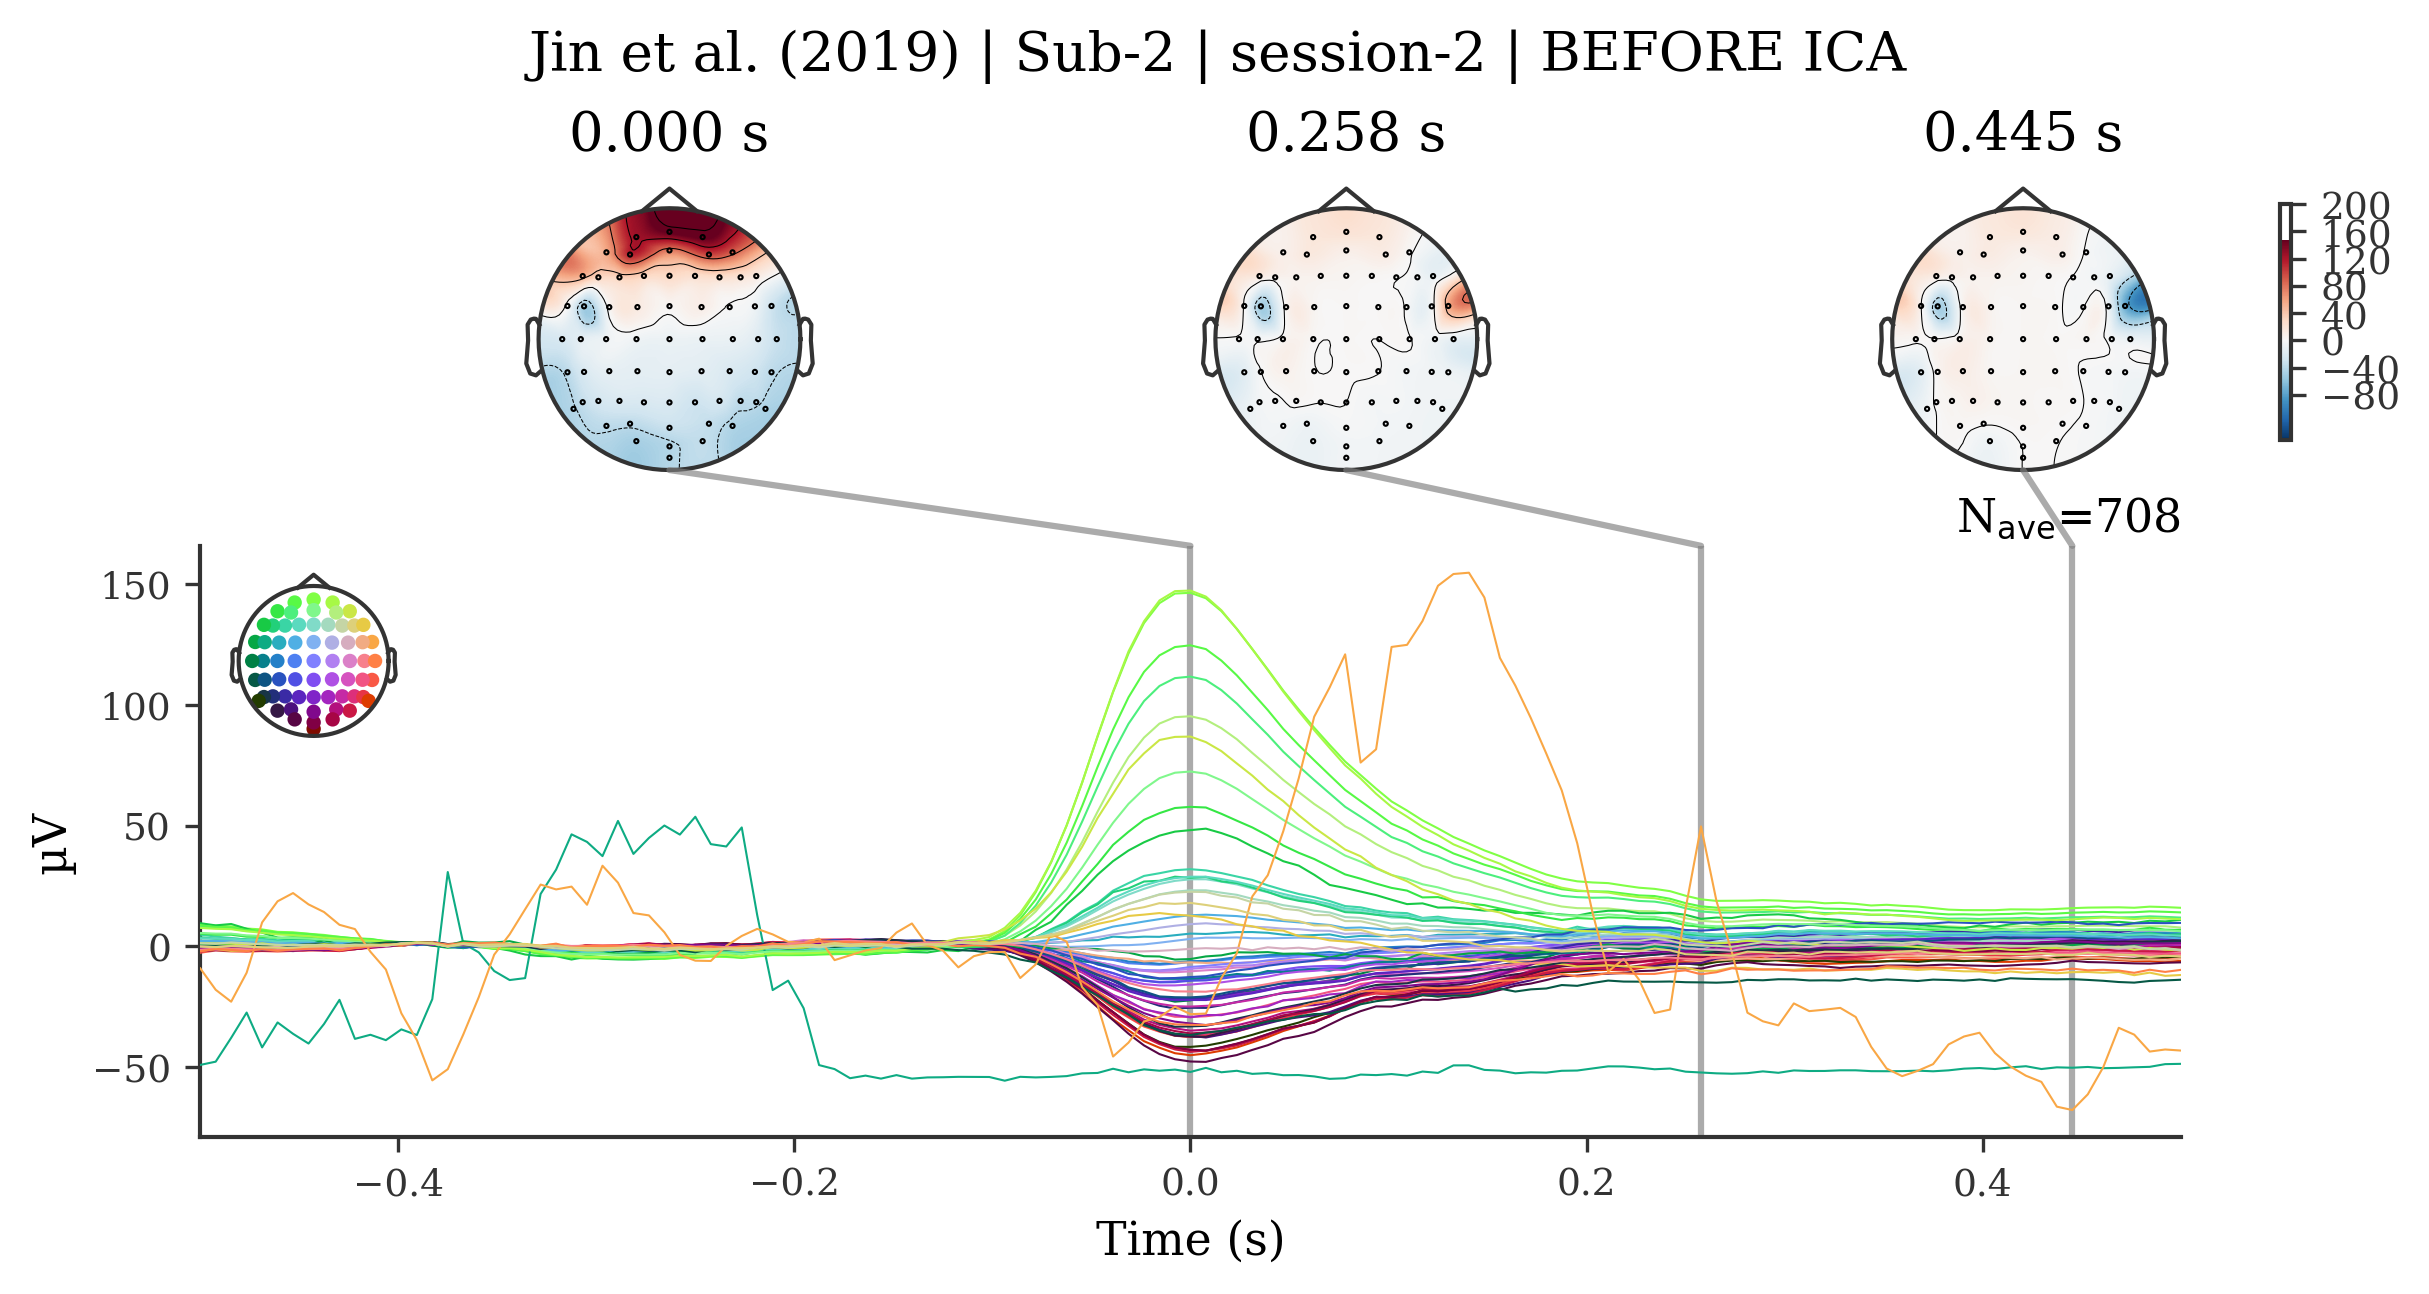 Jin et al. (2019) | Sub-2 | session-2 | BEFORE ICA
0.000 s
0.258 s
0.445 s
200
160
120
80
40
0
−40
−80
Nave=708
150
100
50
0
−50
µV
−0.4
−0.2
0.0
0.2
0.4
Time (s)